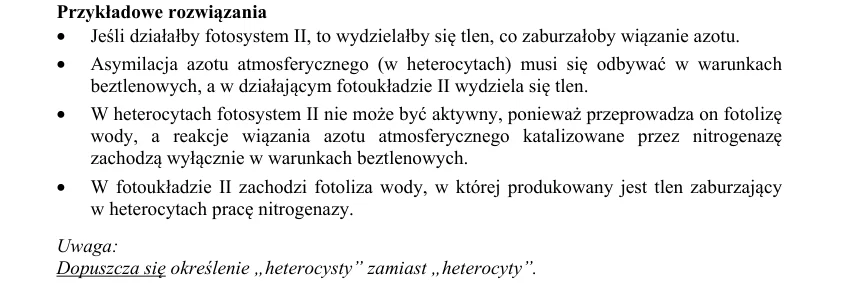 Przykładowe rozwiązania
• Jeśli działałby fotosystem II, to wydzielałby się tlen, co zaburzałoby wiązanie azotu.
• Asymilacja azotu atmosferycznego (w heterocytach) musi się odbywać w warunkach
beztlenowych, a w działającym fotoukładzie II wydziela się tlen.
• W heterocytach fotosystem II nie może być aktywny, ponieważ przeprowadza on fotolizę
wody, a reakcje wiązania azotu atmosferycznego katalizowane przez nitrogenazę
zachodzą wyłącznie w warunkach beztlenowych.
• W fotoukładzie II zachodzi fotoliza wody, w której produkowany jest tlen zaburzający
w heterocytach pracę nitrogenazy.
Uwaga:
Dopuszcza się określenie „heterocysty” zamiast „heterocyty”.